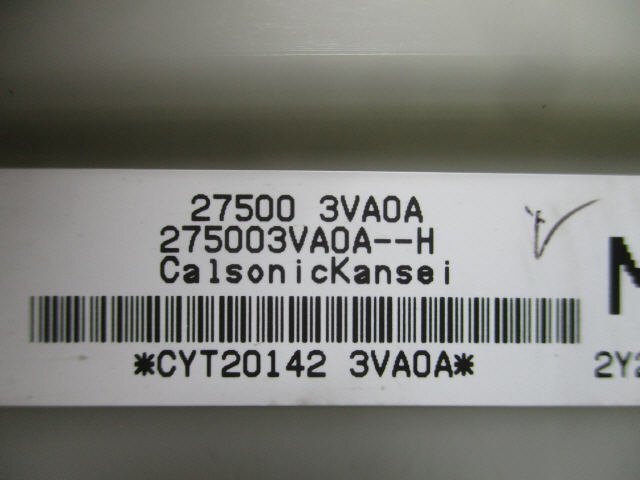 27500 3VA0A
275003VA0A--H
CalsonicKansei
*CYT20142 3VA0A*